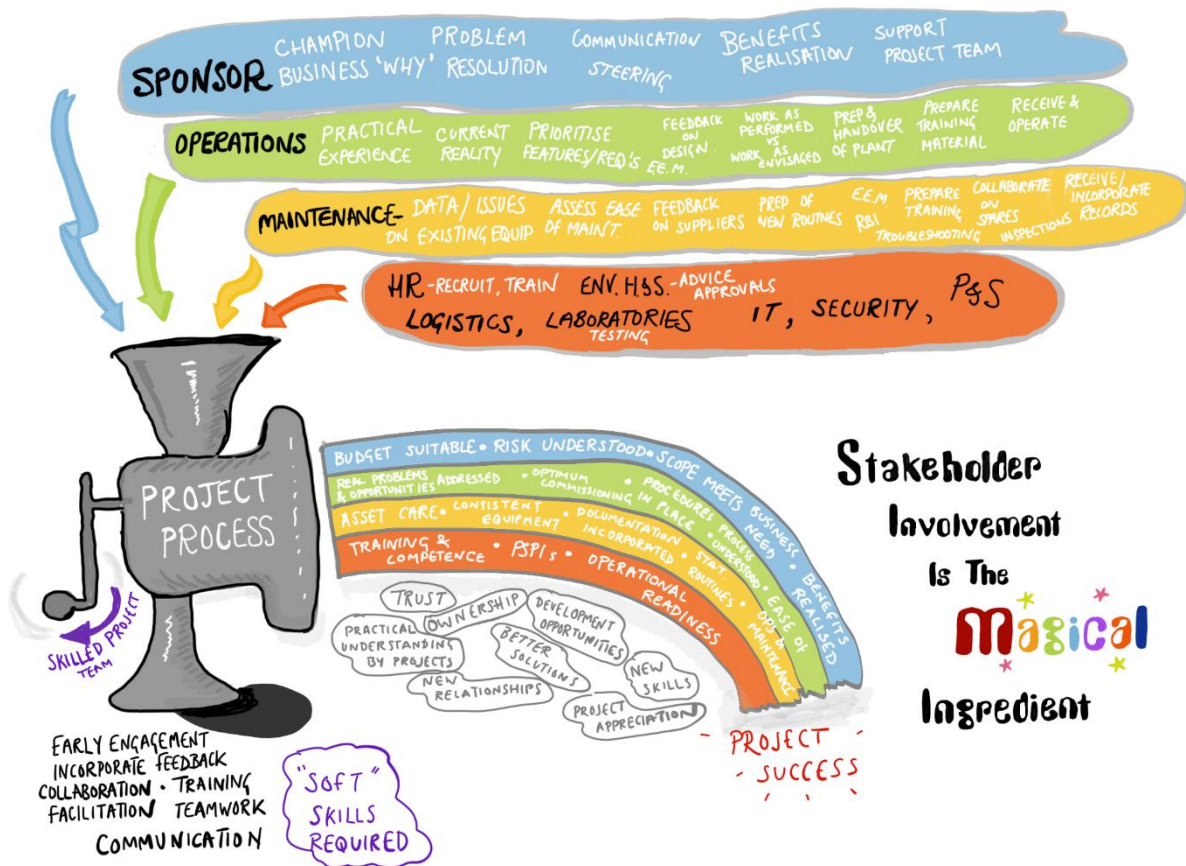 SPONSOR
CHAMPION
BUSINESS 'WHY'
PROBLEM
RESOLUTION
COMMUNICATION
STEERING
BENEFITS
REALISATION
SUPPORT
PROJECT TEAM
OPERATIONS
PRACTICAL
EXPERIENCE
CURRENT
REALITY
PRIORITISE
FEATURES/REQ'S
FEEDBACK
ON
DESIGN
E.E.M.
WORK AS
PERFORMED
VS
WORK AS
ENVISAGED
PREP &
HANDOVER
OF PLANT
PREPARE
TRAINING
MATERIAL
RECEIVE &
OPERATE
MAINTENANCE-
DATA / ISSUES
ON EXISTING EQUIP
ASSESS EASE
OF MAINT.
FEEDBACK
ON SUPPLIERS
PREP OF
NEW ROUTINES
E.E.M.
RBI
PREPARE
TRAINING
TROUBLESHOOTING
COLLABORATE
ON
SPARES
INSPECTIONS
RECEIVE/
INCORPORATE
RECORDS
HR-RECRUIT, TRAIN
ENV. H&S.-ADVICE
APPROVALS
LOGISTICS, LABORATORIES
TESTING
IT, SECURITY, P&S
PROJECT
PROCESS
SKILLED PROJECT
TEAM
BUDGET SUITABLE • RISK UNDERSTOOD • SCOPE MEETS BUSINESS NEED • BENEFITS REALISED
REAL PROBLEMS
& OPPORTUNITIES ADDRESSED
• OPTIMUM
COMMISSIONING
• PROCEDURES
IN PLACE
• PROCESS
UNDERSTOOD
• EASE OF
OPS & MAINTENANCE
ASSET CARE • CONSISTENT
EQUIPMENT
• DOCUMENTATION
INCORPORATED
• STAT.
ROUTINES
TRAINING &
COMPETENCE
• PSPIs
• OPERATIONAL
READINESS
TRUST
OWNERSHIP
DEVELOPMENT
OPPORTUNITIES
PRACTICAL
UNDERSTANDING
BY PROJECTS
BETTER
SOLUTIONS
NEW
RELATIONSHIPS
NEW
SKILLS
PROJECT
APPRECIATION
PROJECT
SUCCESS
Stakeholder
Involvement
Is The
Magical
Ingredient
EARLY ENGAGEMENT
INCORPORATE FEEDBACK
COLLABORATION • TRAINING
FACILITATION TEAMWORK
COMMUNICATION
"SOFT"
SKILLS
REQUIRED